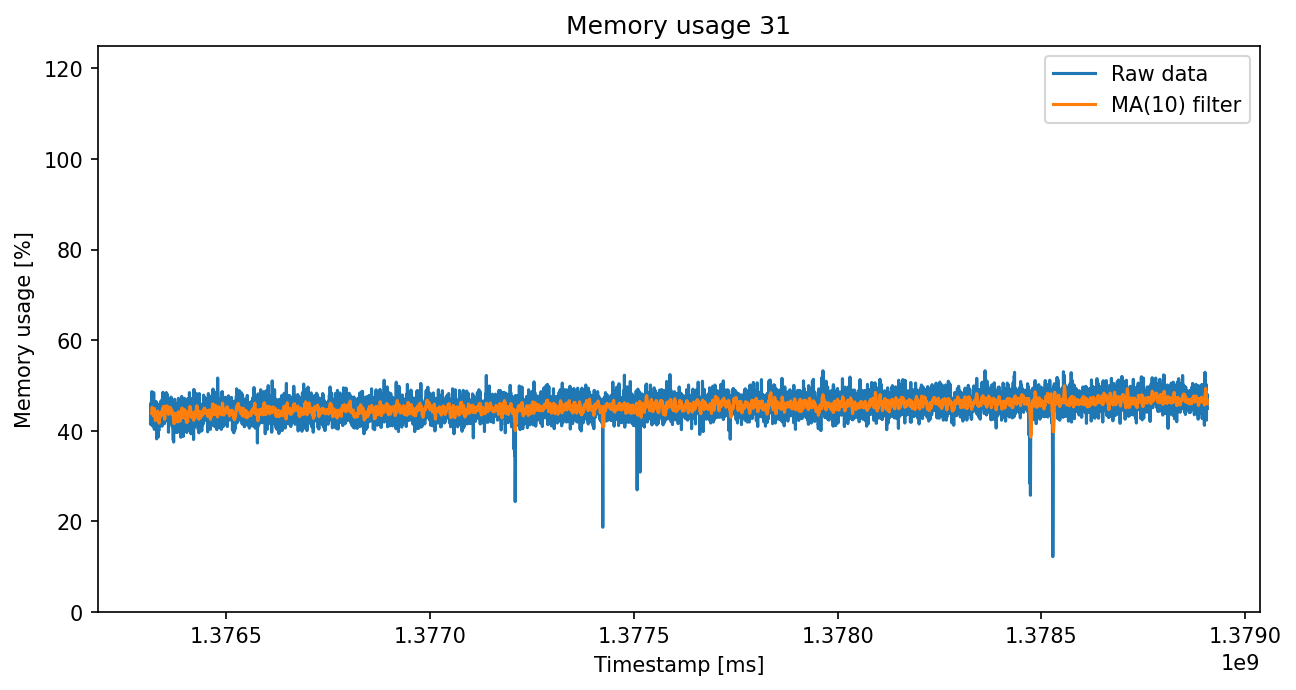 Memory usage 31
Raw data
MA(10) filter
Memory usage [%]
120
100
80
60
40
20
0
1.3765 1.3770 1.3775 1.3780 1.3785 1.3790
1e9
Timestamp [ms]